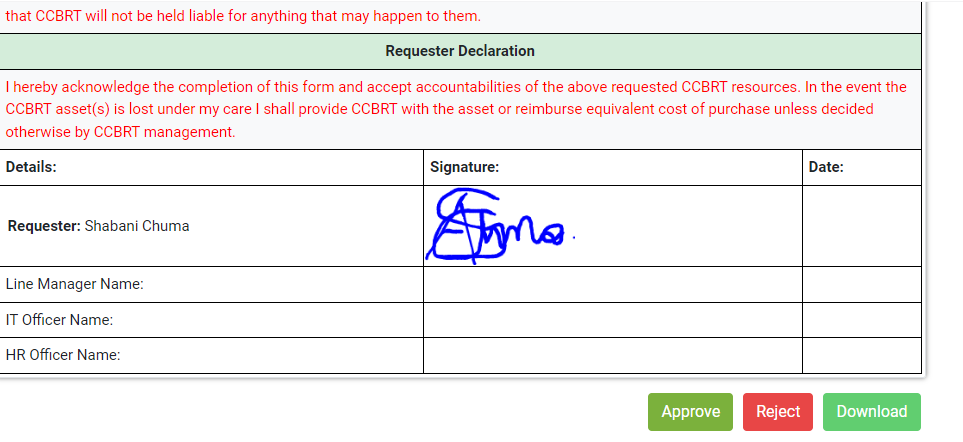 that CCBRT will not be held liable for anything that may happen to them.
Requester Declaration
I hereby acknowledge the completion of this form and accept accountabilities of the above requested CCBRT resources. In the event the
CCBRT asset(s) is lost under my care I shall provide CCBRT with the asset or reimburse equivalent cost of purchase unless decided
otherwise by CCBRT management.
Details: Signature: Date:
Requester: Shabani Chuma
Line Manager Name:
IT Officer Name:
HR Officer Name:
Approve Reject Download